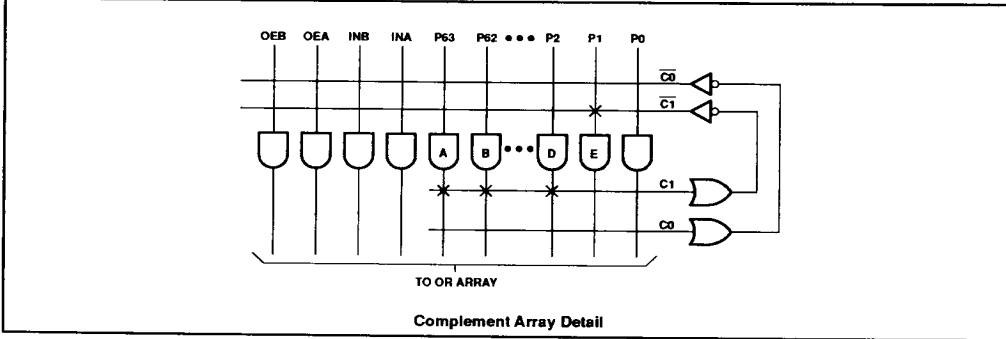 OEB OEA INB INA P63 P62 ••• P2 P1 P0
C0
C1
A B ••• D E
C1
C0
TO OR ARRAY
Complement Array Detail